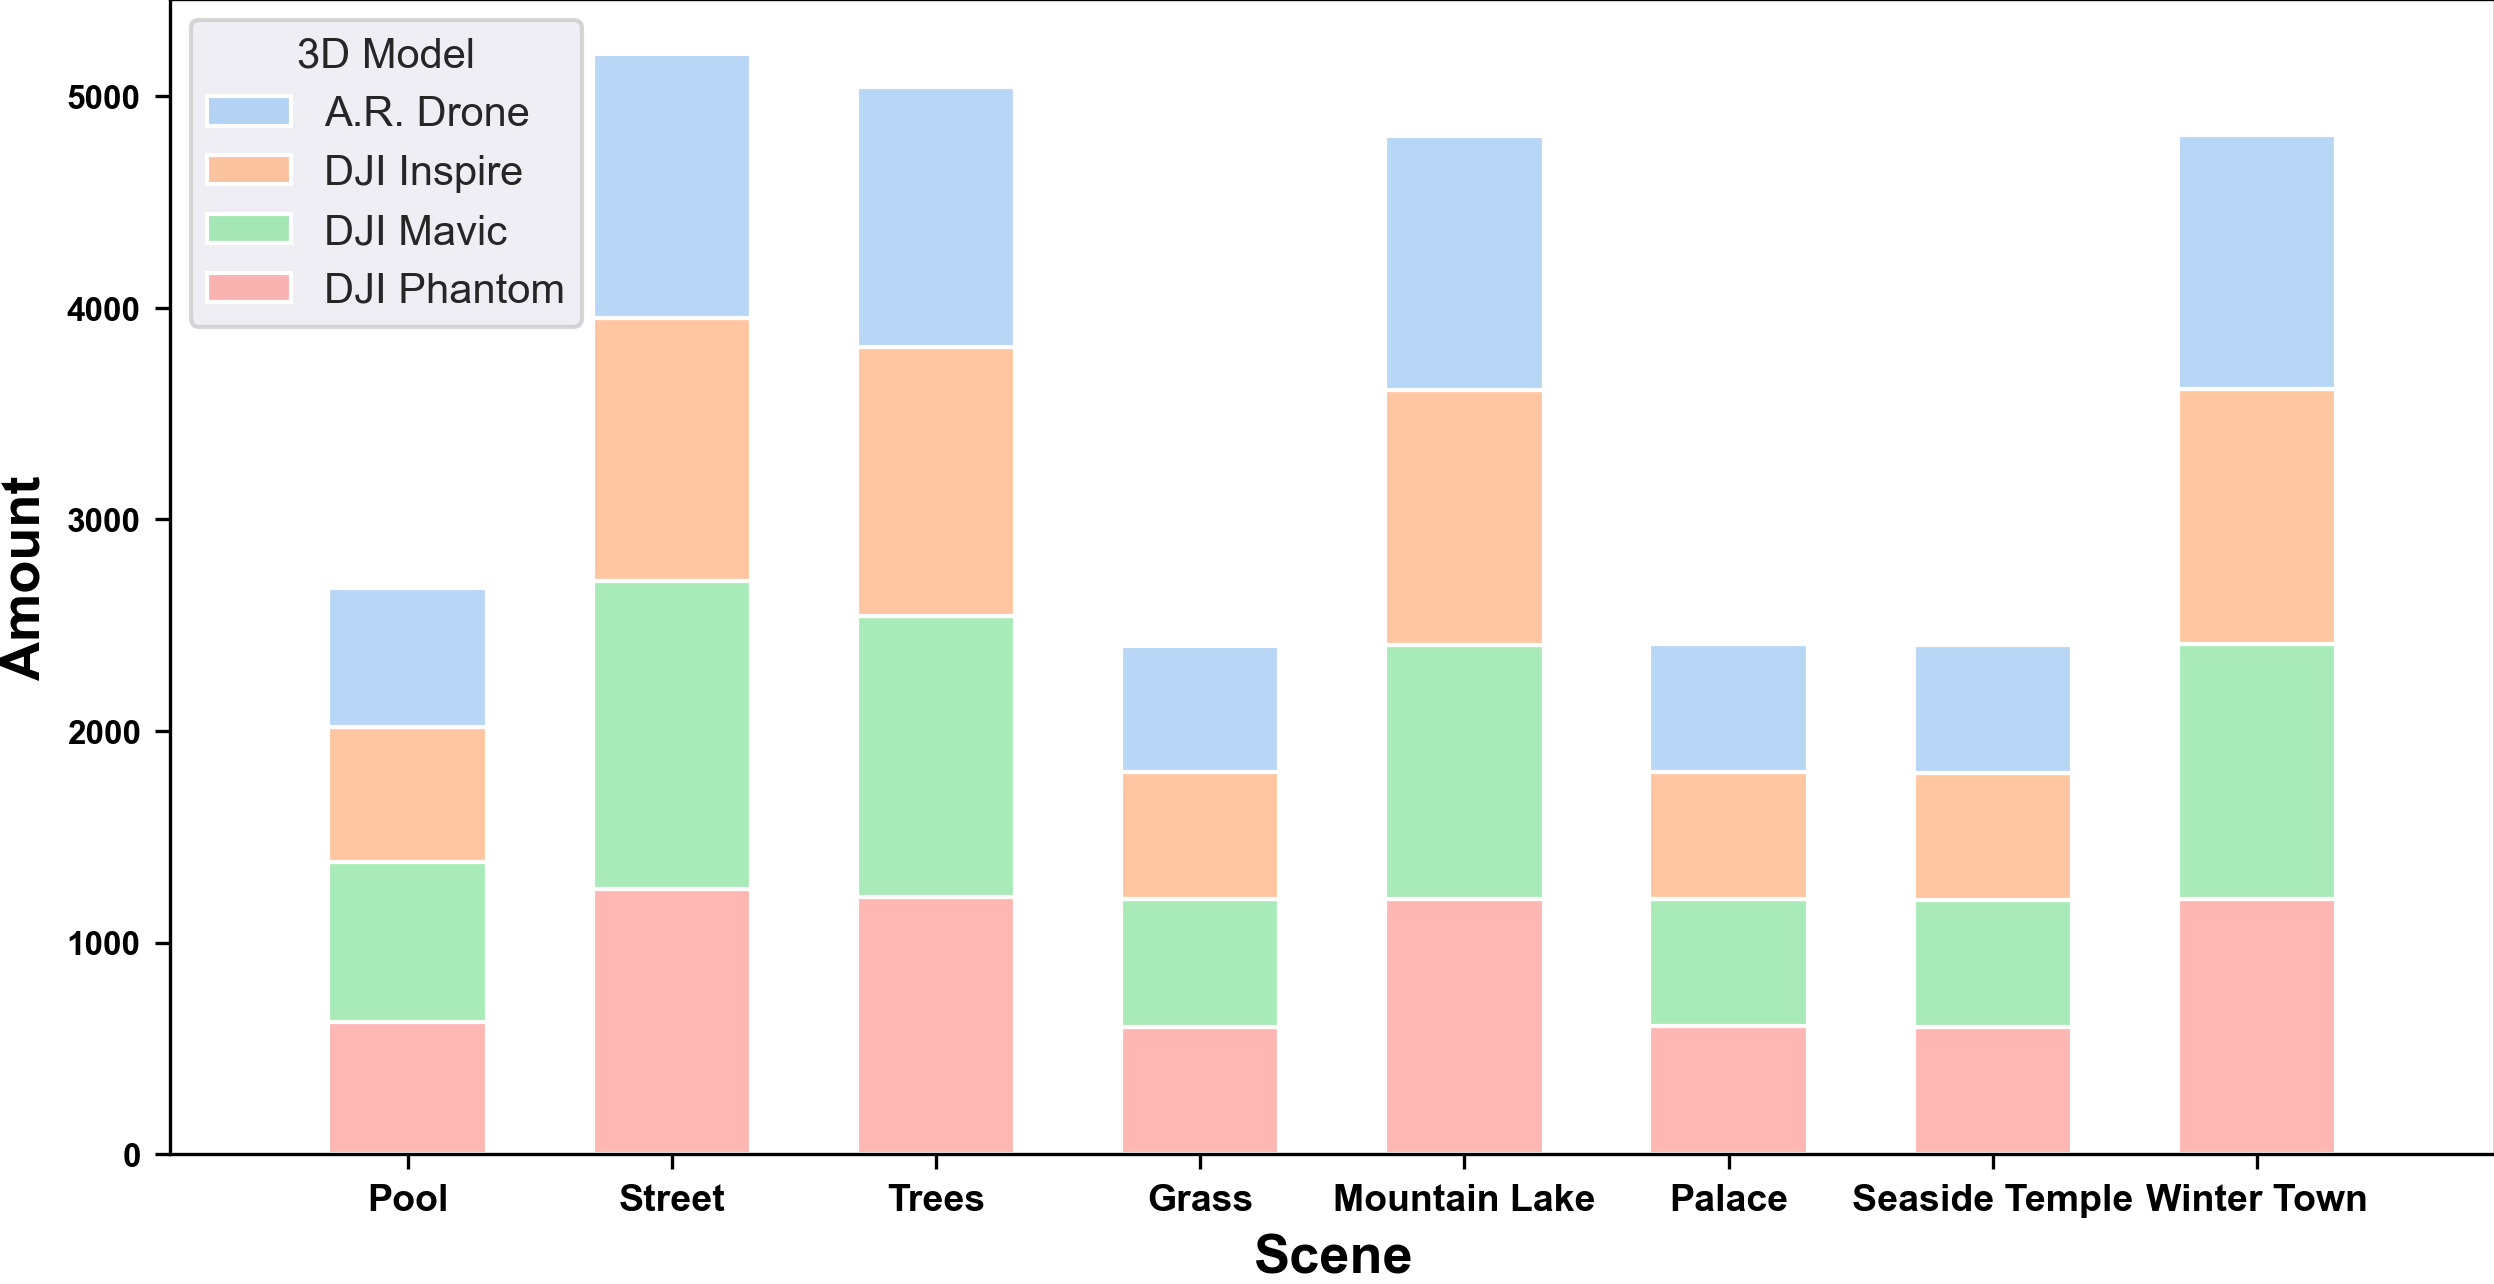 3D Model
A.R. Drone
DJI Inspire
DJI Mavic
DJI Phantom
Amount
5000
4000
3000
2000
1000
0
Pool Street Trees Grass Mountain Lake Palace Seaside Temple Winter Town
Scene